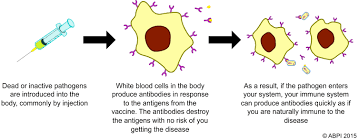 Dead or inactive pathogens
are introduced into the
body, commonly by injection
White blood cells in the body
produce antibodies in response
to the antigens from the
vaccine. The antibodies destroy
the antigens with no risk of you
getting the disease
As a result, if the pathogen enters
your system, your immune system
can produce antibodies quickly as if
you are naturally immune to the
disease
© ABPI 2015